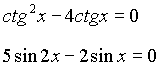 ctg²x − 4ctgx = 0
5 sin 2x − 2 sin x = 0